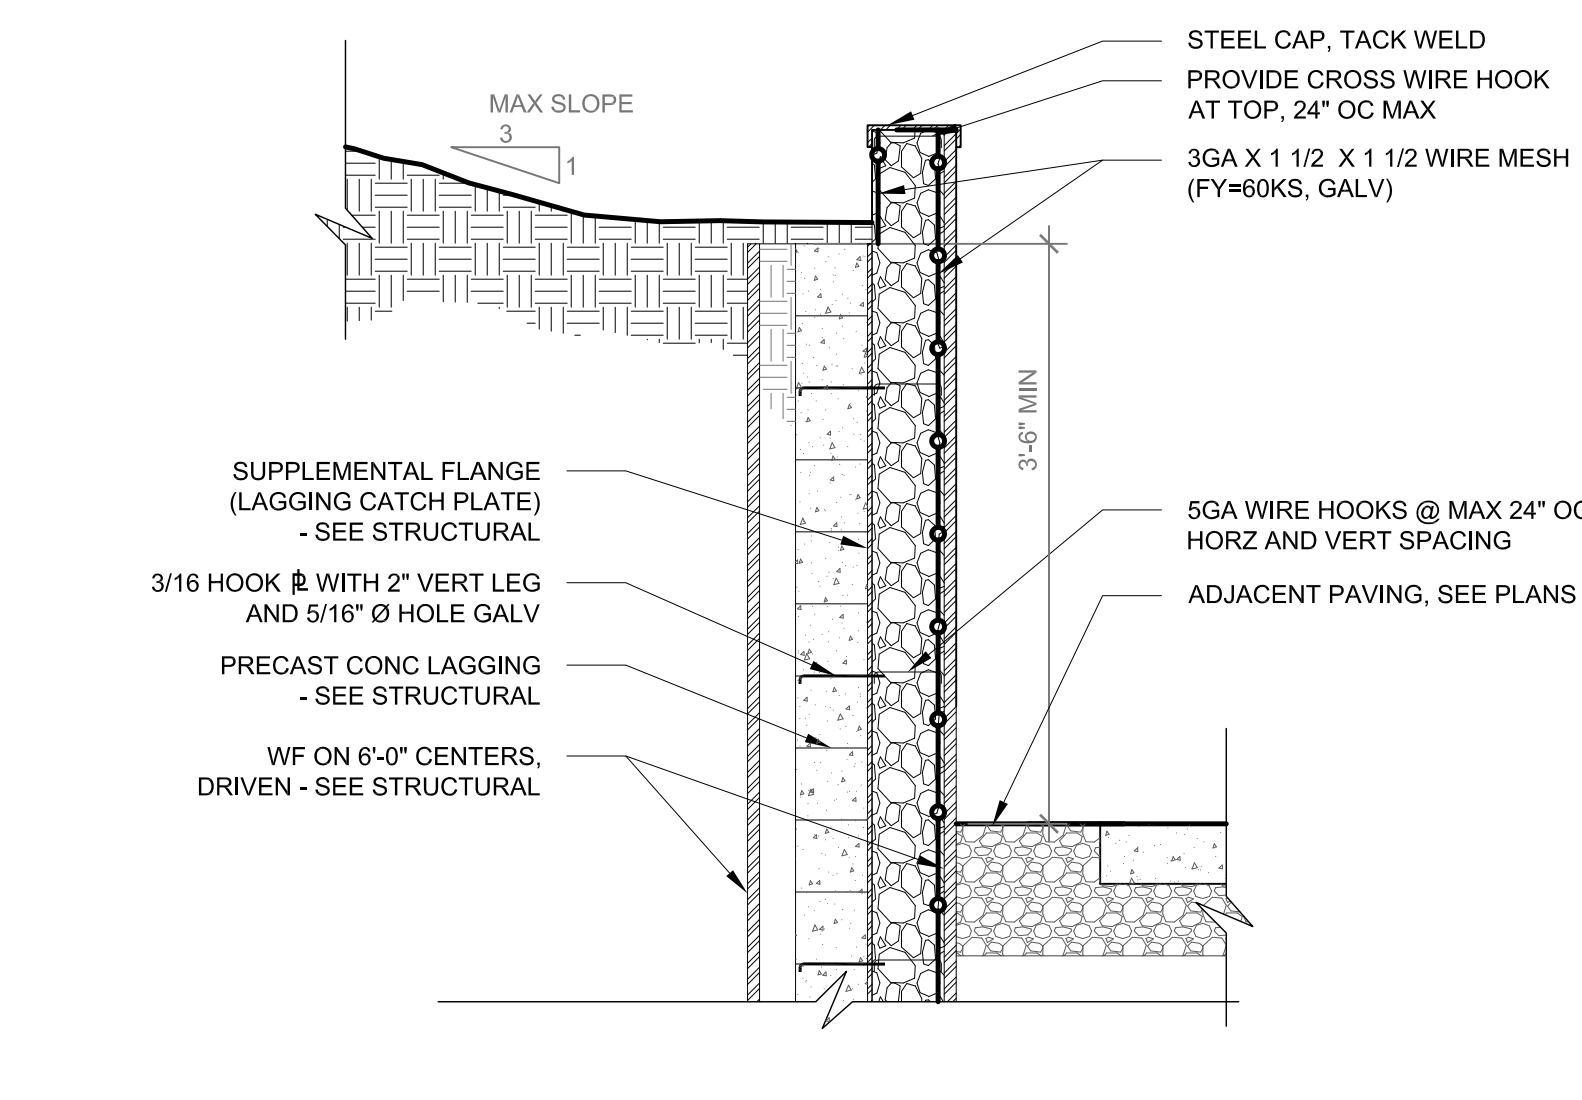 STEEL CAP, TACK WELD
PROVIDE CROSS WIRE HOOK
AT TOP, 24" OC MAX
3GA X 1 1/2 X 1 1/2 WIRE MESH
(FY=60KS, GALV)
MAX SLOPE
3
1
3'-6" MIN
SUPPLEMENTAL FLANGE
(LAGGING CATCH PLATE)
- SEE STRUCTURAL
3/16 HOOK ⅊ WITH 2" VERT LEG
AND 5/16" Ø HOLE GALV
PRECAST CONC LAGGING
- SEE STRUCTURAL
WF ON 6'-0" CENTERS,
DRIVEN - SEE STRUCTURAL
5GA WIRE HOOKS @ MAX 24" OC
HORZ AND VERT SPACING
ADJACENT PAVING, SEE PLANS